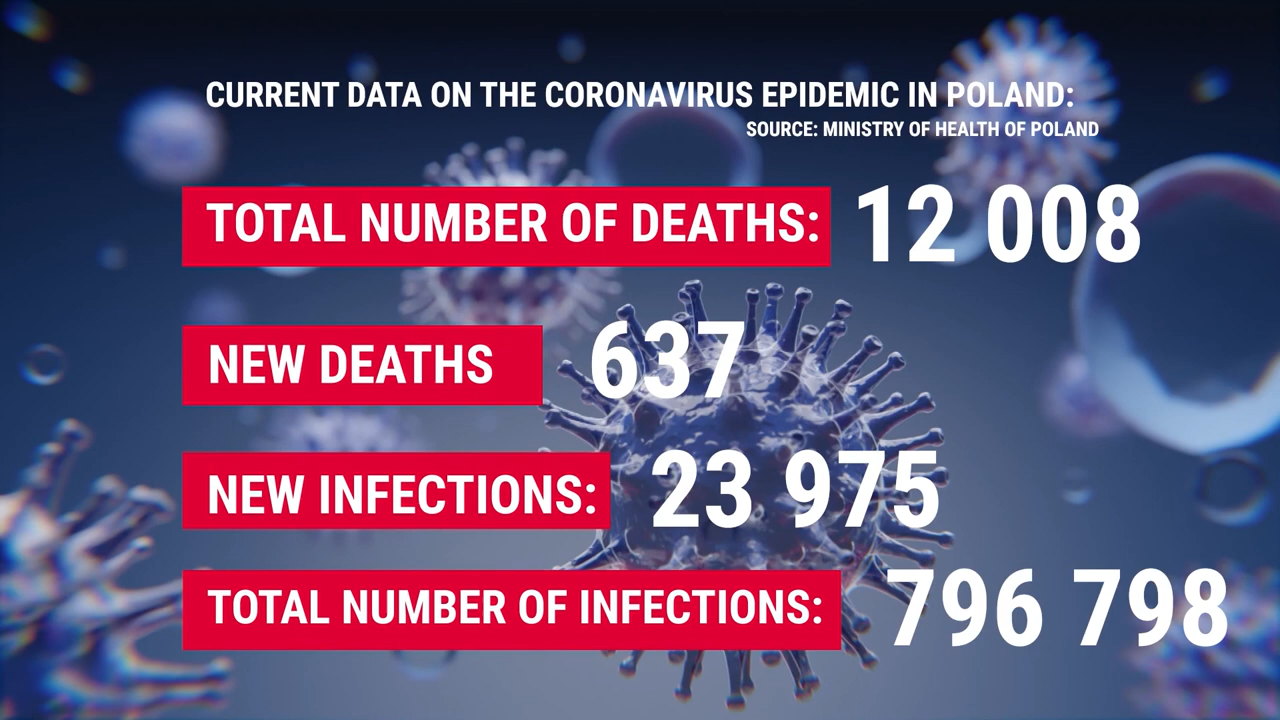 CURRENT DATA ON THE CORONAVIRUS EPIDEMIC IN POLAND:
SOURCE: MINISTRY OF HEALTH OF POLAND
TOTAL NUMBER OF DEATHS: 12 008
NEW DEATHS 637
NEW INFECTIONS: 23 975
TOTAL NUMBER OF INFECTIONS: 796 798